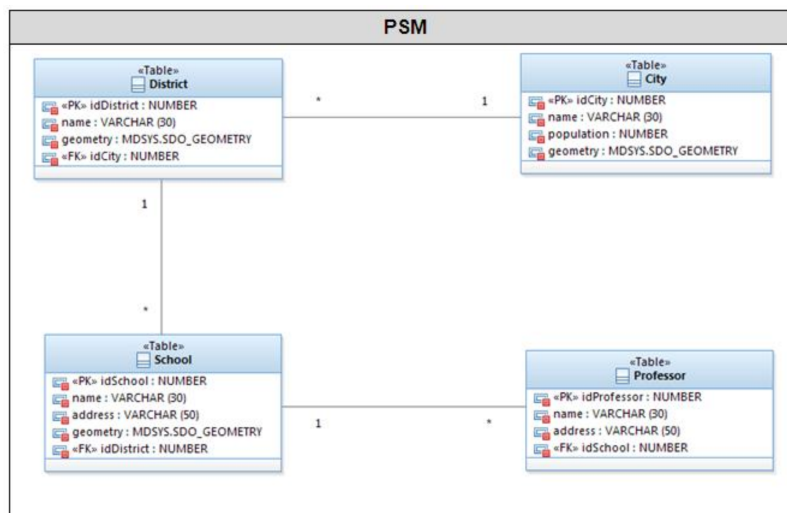 PSM
«Table»
District
«PK» idDistrict : NUMBER
name : VARCHAR (30)
geometry : MDSYS.SDO_GEOMETRY
«FK» idCity : NUMBER
*
1
«Table»
City
«PK» idCity : NUMBER
name : VARCHAR (30)
population : NUMBER
geometry : MDSYS.SDO_GEOMETRY
1
*
«Table»
School
«PK» idSchool : NUMBER
name : VARCHAR (30)
address : VARCHAR (50)
geometry : MDSYS.SDO_GEOMETRY
«FK» idDistrict : NUMBER
1
*
«Table»
Professor
«PK» idProfessor : NUMBER
name : VARCHAR (30)
address : VARCHAR (50)
«FK» idSchool : NUMBER